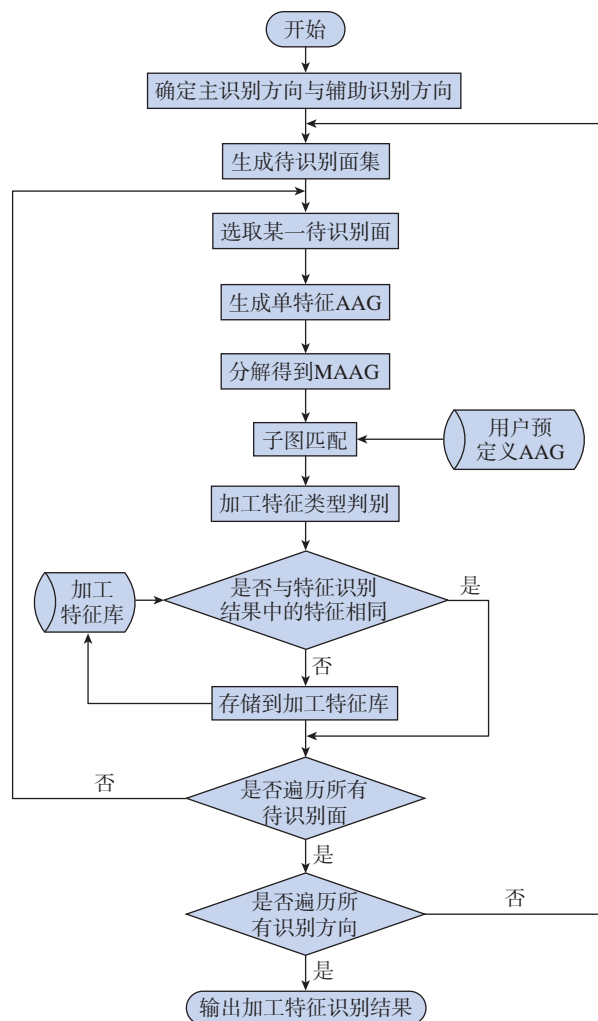 开始
确定主识别方向与辅助识别方向
生成待识别面集
选取某一待识别面
生成单特征AAG
分解得到MAAG
子图匹配
用户预
定义AAG
加工特征类型判别
加工
特征库
是否与特征识别
结果中的特征相同
是
否
存储到加工特征库
否
是否遍历所有
待识别面
是
是否遍历所
有识别方向
否
是
输出加工特征识别结果